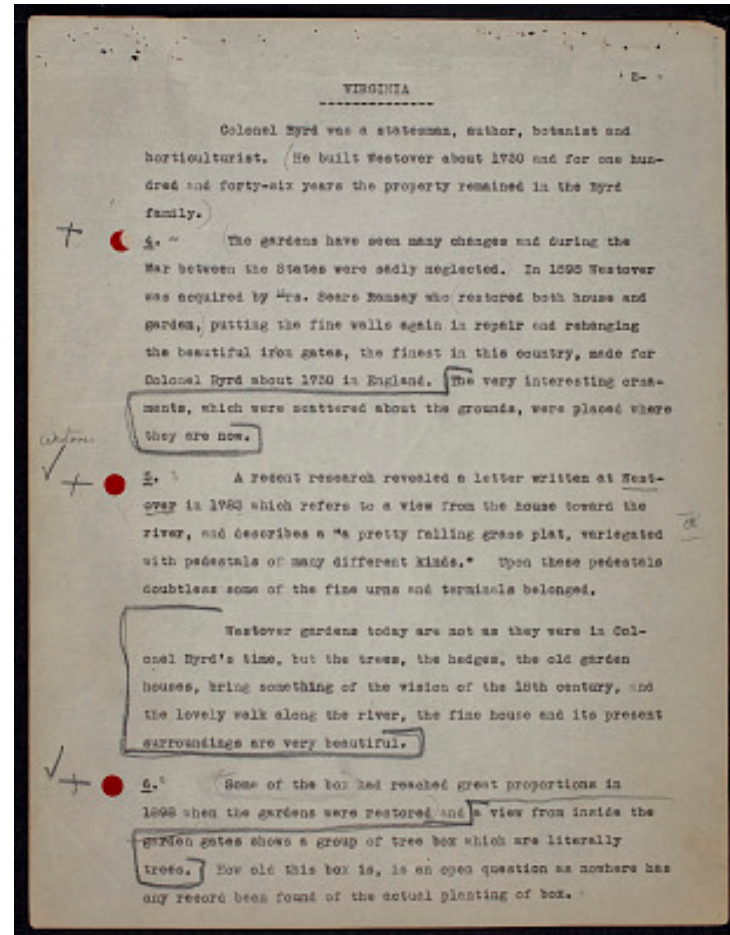 VIRGINIA
2-
Colonel Byrd was a statesman, author, botanist and
horticulturist. (He built Westover about 1730 and for one hun-
dred and forty-six years the property remained in the Byrd
family.)
4. (The gardens have seen many changes and during the
War between the States were sadly neglected. In 1898 Westover
was acquired by Mrs. Sears Ramsey who restored both house and
garden,) putting the fine walls again in repair and rehanging
the beautiful iron gates, the finest in this country, made for
Colonel Byrd about 1730 in England. The very interesting orna-
ments, which were scattered about the grounds, were placed where
they are now.
5. A recent research revealed a letter written at West-
over in 1783 which refers to a view from the house toward the
river, and describes a "a pretty falling grass plat, variegated
with pedestals of many different kinds." Upon these pedestals
doubtless some of the fine urns and terminals belonged.
Westover gardens today are not as they were in Col-
onel Byrd's time, but the trees, the hedges, the old garden
houses, bring something of the vision of the 18th century, and
the lovely walk along the river, the fine house and its present
surroundings are very beautiful.
6. (Some of the box had reached great proportions in
1898 when the gardens were restored and a view from inside the
garden gates shows a group of tree box which are literally
trees. How old this box is, is an open question as nowhere has
any record been found of the actual planting of box.